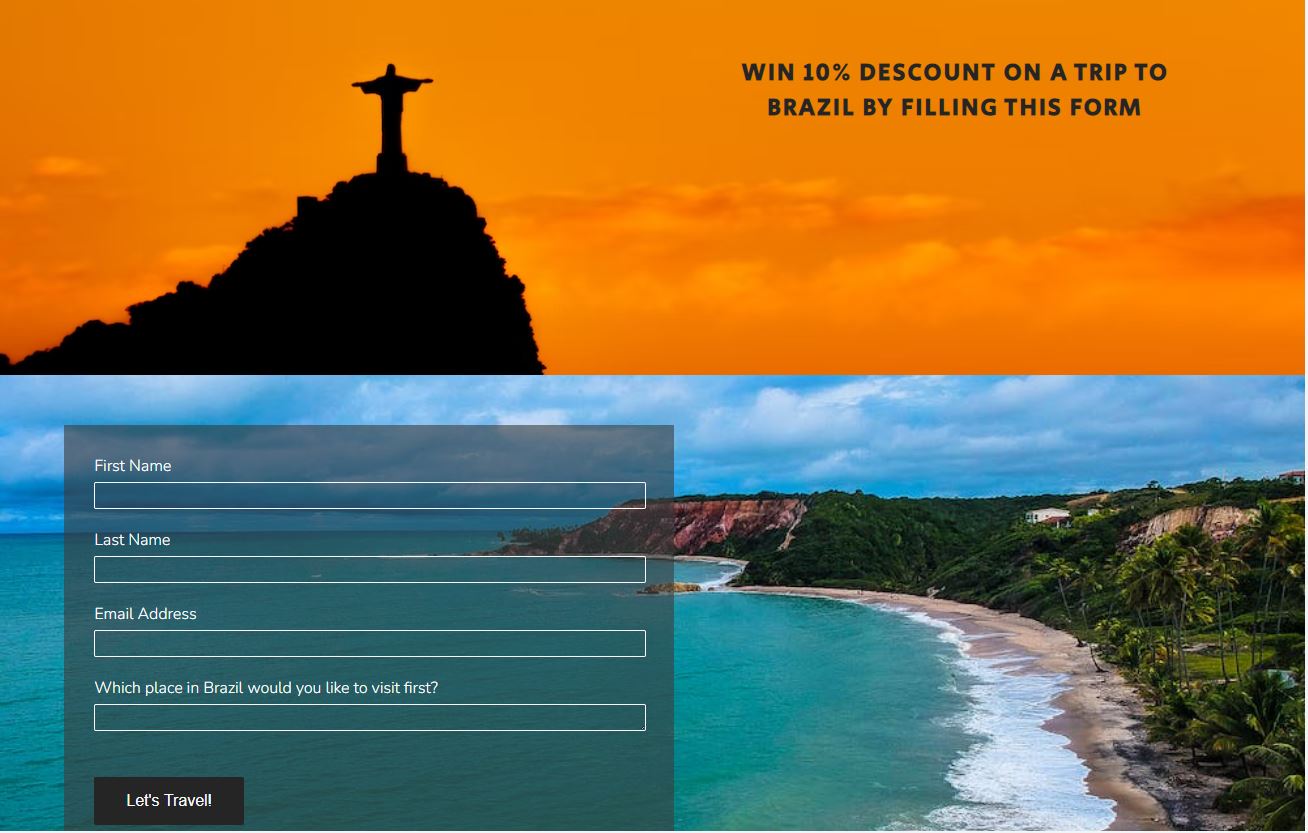 WIN 10% DESCOUNT ON A TRIP TO
BRAZIL BY FILLING THIS FORM
First Name
Last Name
Email Address
Which place in Brazil would you like to visit first?
Let's Travel!